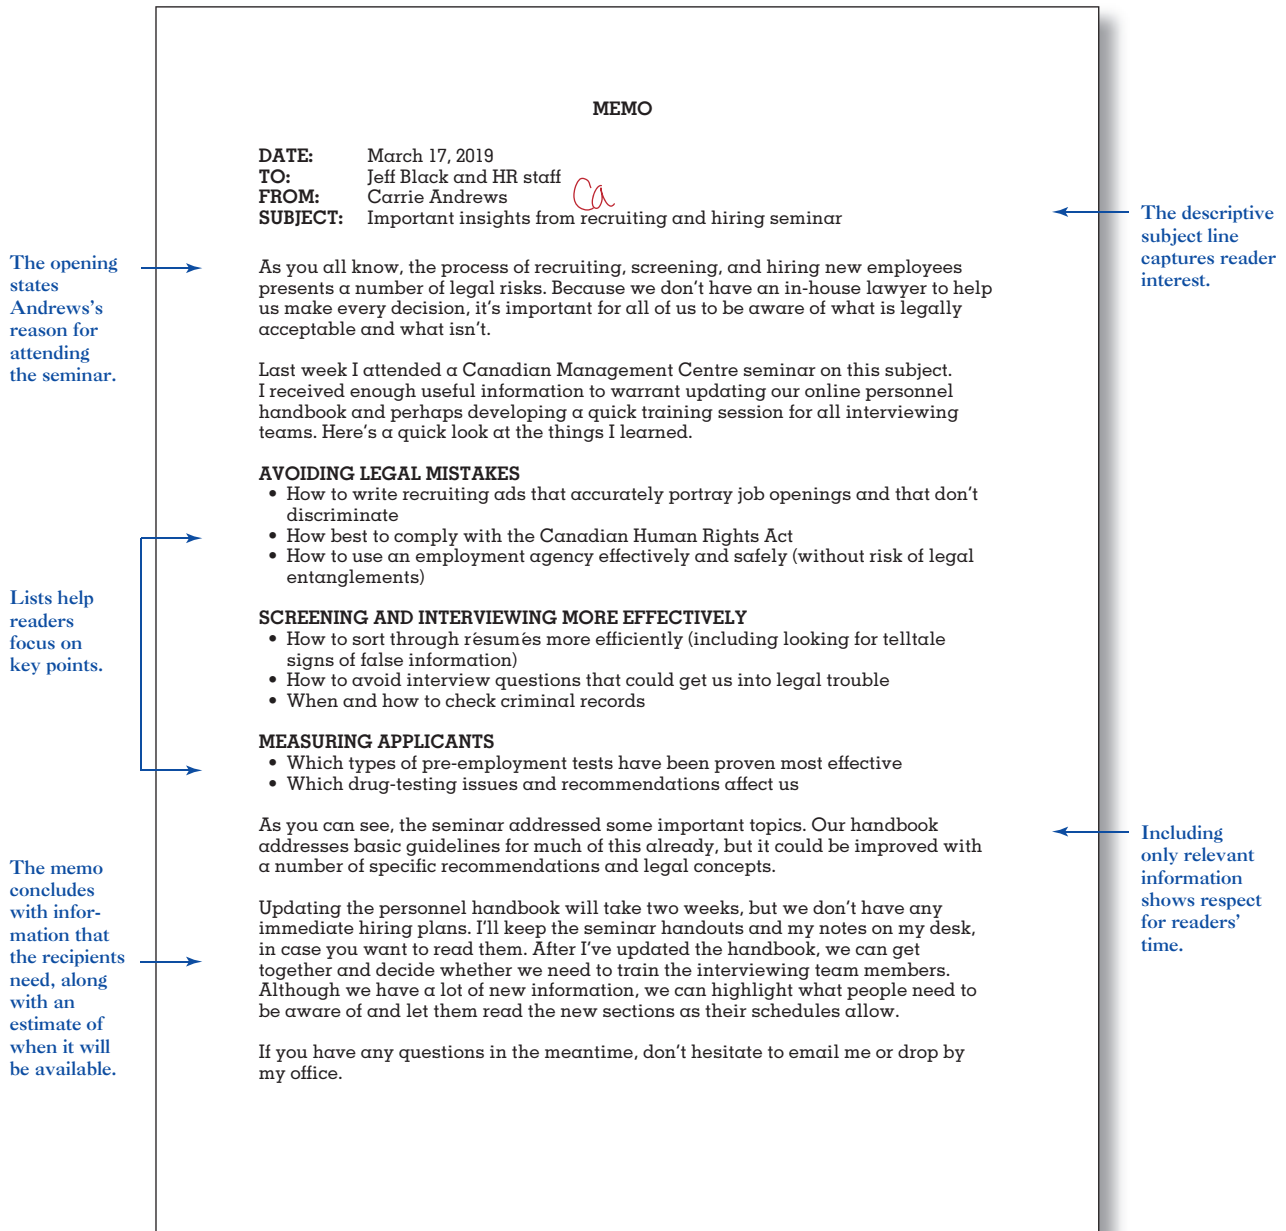 MEMO
DATE: March 17, 2019
TO: Jeff Black and HR staff
FROM: Carrie Andrews
Ca
SUBJECT: Important insights from recruiting and hiring seminar
The descriptive
subject line
captures reader
interest.
The opening
states
Andrews's
reason for
attending
the seminar.
As you all know, the process of recruiting, screening, and hiring new employees
presents a number of legal risks. Because we don't have an in-house lawyer to help
us make every decision, it's important for all of us to be aware of what is legally
acceptable and what isn't.
Last week I attended a Canadian Management Centre seminar on this subject.
I received enough useful information to warrant updating our online personnel
handbook and perhaps developing a quick training session for all interviewing
teams. Here's a quick look at the things I learned.
AVOIDING LEGAL MISTAKES
• How to write recruiting ads that accurately portray job openings and that don't
discriminate
• How best to comply with the Canadian Human Rights Act
• How to use an employment agency effectively and safely (without risk of legal
entanglements)
Lists help
readers
focus on
key points.
SCREENING AND INTERVIEWING MORE EFFECTIVELY
• How to sort through résumés more efficiently (including looking for telltale
signs of false information)
• How to avoid interview questions that could get us into legal trouble
• When and how to check criminal records
MEASURING APPLICANTS
• Which types of pre-employment tests have been proven most effective
• Which drug-testing issues and recommendations affect us
As you can see, the seminar addressed some important topics. Our handbook
addresses basic guidelines for much of this already, but it could be improved with
a number of specific recommendations and legal concepts.
Including
only relevant
information
shows respect
for readers'
time.
The memo
concludes
with infor-
mation that
the recipients
need, along
with an
estimate of
when it will
be available.
Updating the personnel handbook will take two weeks, but we don't have any
immediate hiring plans. I'll keep the seminar handouts and my notes on my desk,
in case you want to read them. After I've updated the handbook, we can get
together and decide whether we need to train the interviewing team members.
Although we have a lot of new information, we can highlight what people need to
be aware of and let them read the new sections as their schedules allow.
If you have any questions in the meantime, don't hesitate to email me or drop by
my office.